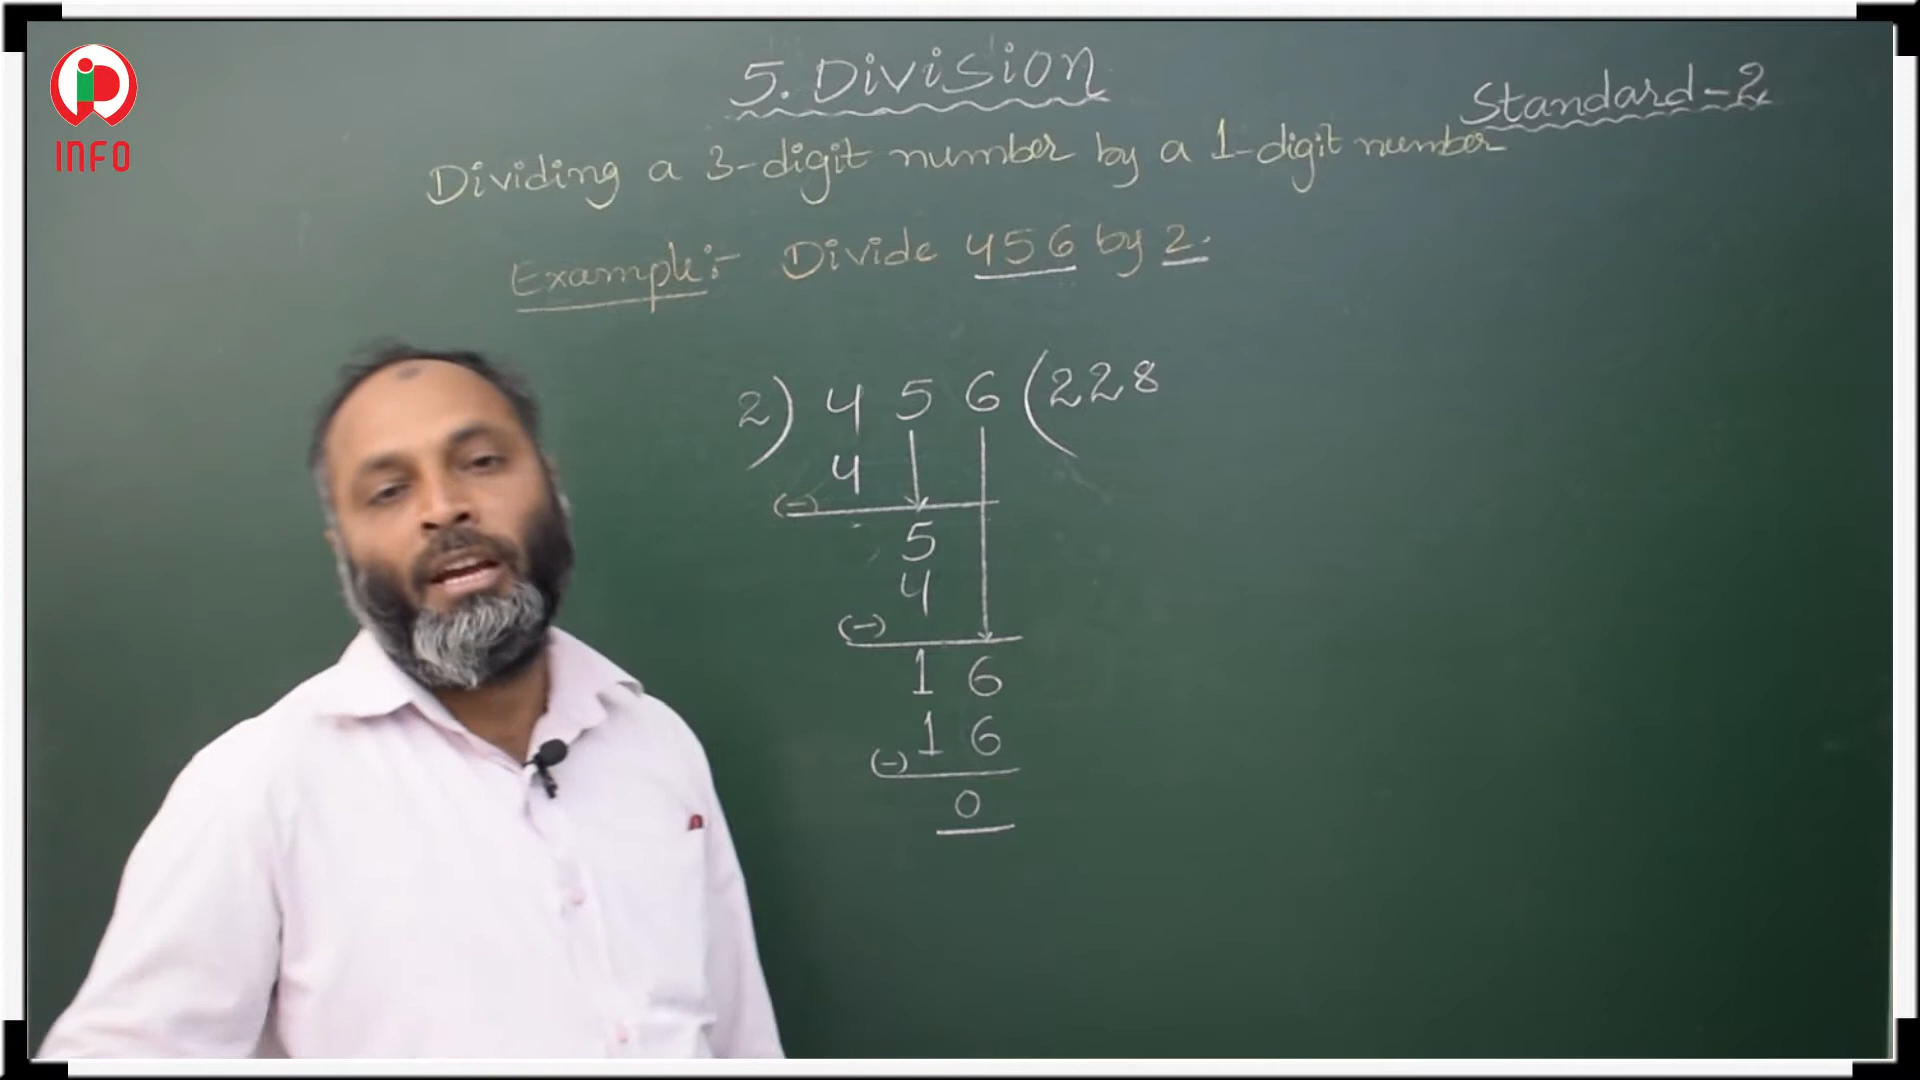 INFO
5. Division
Standard-2
Dividing a 3-digit number by a 1-digit number
Example:- Divide 456 by 2.
2) 4 5 6 (228
4
(-)
5
4
(-)
1 6
1 6
(-)
0